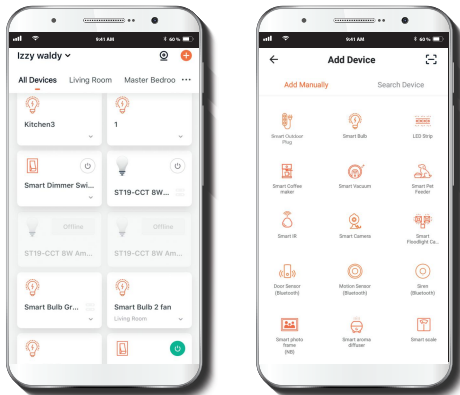 9:41 AM
60 %
Izzy waldy
All Devices Living Room Master Bedroo ...
Kitchen3
1
Smart Dimmer Swi...
ST19-CCT 8W...
Offline
Offline
ST19-CCT 8W Am...
ST19-CCT 8W Am...
Smart Bulb Gr...
Smart Bulb 2 fan
Living Room
9:41 AM
60 %
Add Device
Add Manually
Search Device
Smart Outdoor
Plug
Smart Bulb
LED Strip
Smart Coffee
maker
Smart Vacuum
Smart Pet
Feeder
Smart IR
Smart Camera
Smart
Floodlight Ca...
Door Sensor
(Bluetooth)
Motion Sensor
(Bluetooth)
Siren
(Bluetooth)
Smart photo
frame
(NB)
Smart aroma
diffuser
Smart scale